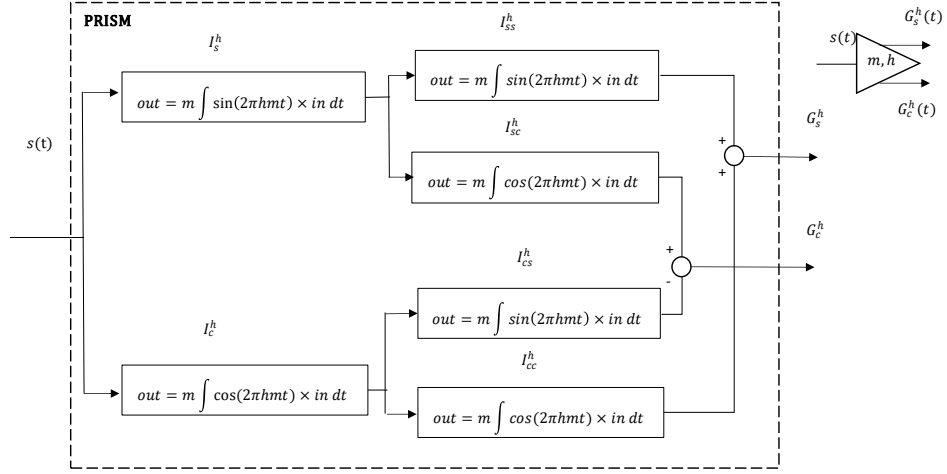 PRISM
I_s^h
out = m ∫ sin(2πhmt) × in dt
I_ss^h
out = m ∫ sin(2πhmt) × in dt
I_sc^h
out = m ∫ cos(2πhmt) × in dt
s(t)
I_cs^h
out = m ∫ sin(2πhmt) × in dt
I_c^h
out = m ∫ cos(2πhmt) × in dt
I_cc^h
out = m ∫ cos(2πhmt) × in dt
+
+
+
-
G_s^h
G_c^h
s(t)
m, h
G_s^h(t)
G_c^h(t)